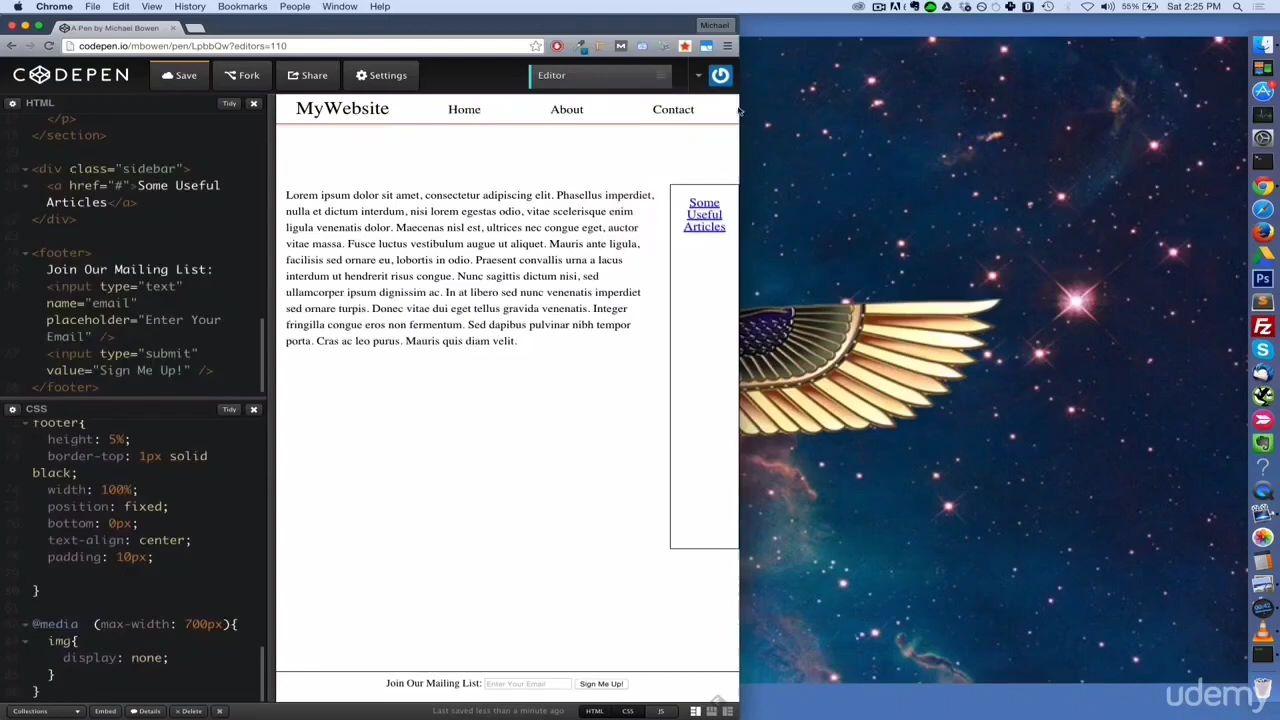 Chrome File Edit View History Bookmarks People Window Help
55% Sat 2:25 PM
A Pen by Michael Bowen
Michael
codepen.io/mbowen/pen/LpbbQw?editors=110
CODEPEN Save Fork Share Settings Editor
HTML Tidy
</p>
</section>
<div class="sidebar">
<a href="#">Some Useful
Articles</a>
</div>
<footer>
Join Our Mailing List:
<input type="text"
name="email"
placeholder="Enter Your
Email" />
<input type="submit"
value="Sign Me Up!" />
</footer>
CSS Tidy
footer{
height: 5%;
border-top: 1px solid
black;
width: 100%;
position: fixed;
bottom: 0px;
text-align: center;
padding: 10px;
}
@media (max-width: 700px){
img{
display: none;
}
}
MyWebsite Home About Contact
Lorem ipsum dolor sit amet, consectetur adipiscing elit. Phasellus imperdiet,
nulla et dictum interdum, nisi lorem egestas odio, vitae scelerisque enim
ligula venenatis dolor. Maecenas nisl est, ultrices nec congue eget, auctor
vitae massa. Fusce luctus vestibulum augue ut aliquet. Mauris ante ligula,
facilisis sed ornare eu, lobortis in odio. Praesent convallis urna a lacus
interdum ut hendrerit risus congue. Nunc sagittis dictum nisi, sed
ullamcorper ipsum dignissim ac. In at libero sed nunc venenatis imperdiet
sed ornare turpis. Donec vitae dui eget tellus gravida venenatis. Integer
fringilla congue eros non fermentum. Sed dapibus pulvinar nibh tempor
porta. Cras ac leo purus. Mauris quis diam velit.
Some
Useful
Articles
Join Our Mailing List: Enter Your Email Sign Me Up!
Collections Embed Details Delete ⌘ Last saved less than a minute ago HTML CSS JS
udemy